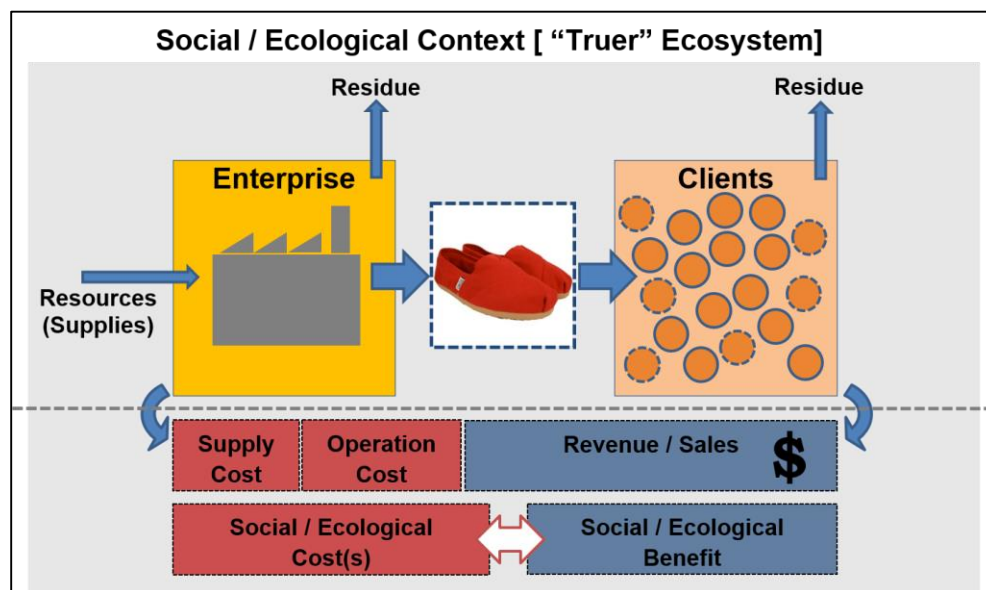 Social / Ecological Context [ “Truer” Ecosystem]
Residue
Residue
Enterprise
Clients
Resources
(Supplies)
Supply
Cost
Operation
Cost
Revenue / Sales
$
Social / Ecological
Cost(s)
Social / Ecological
Benefit